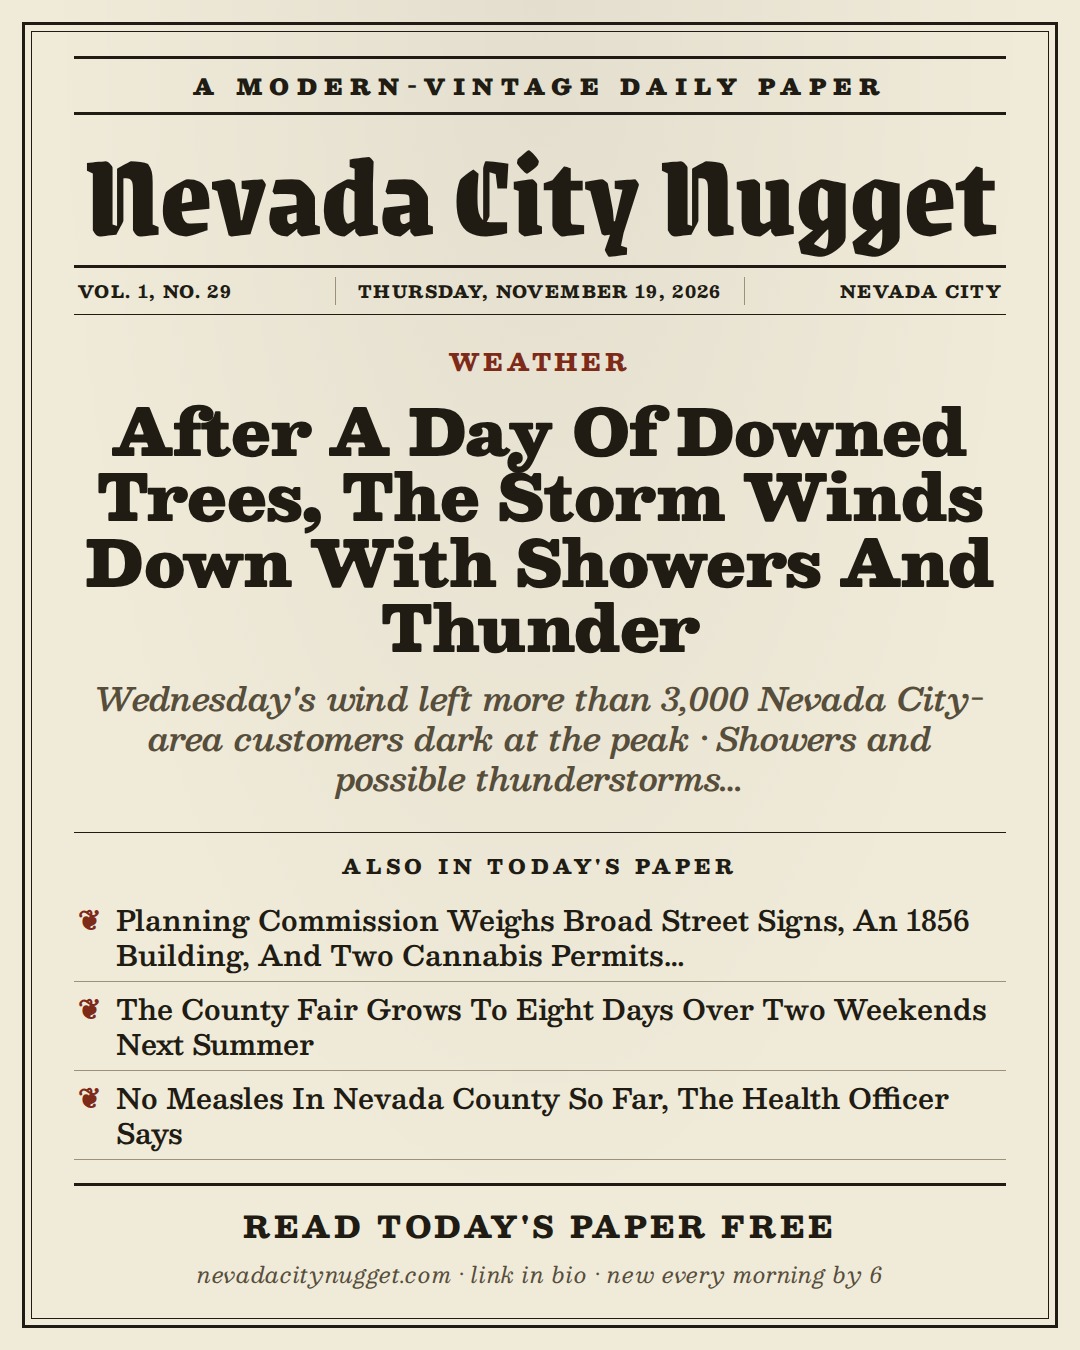 A MODERN-VINTAGE DAILY PAPER
Nevada City Nugget
VOL. 1, NO. 29
THURSDAY, NOVEMBER 19, 2026
NEVADA CITY
WEATHER
After A Day Of Downed
Trees, The Storm Winds
Down With Showers And
Thunder
Wednesday's wind left more than 3,000 Nevada City-
area customers dark at the peak · Showers and
possible thunderstorms...
ALSO IN TODAY'S PAPER
❦ Planning Commission Weighs Broad Street Signs, An 1856
Building, And Two Cannabis Permits...
❦ The County Fair Grows To Eight Days Over Two Weekends
Next Summer
❦ No Measles In Nevada County So Far, The Health Officer
Says
READ TODAY'S PAPER FREE
nevadacitynugget.com · link in bio · new every morning by 6